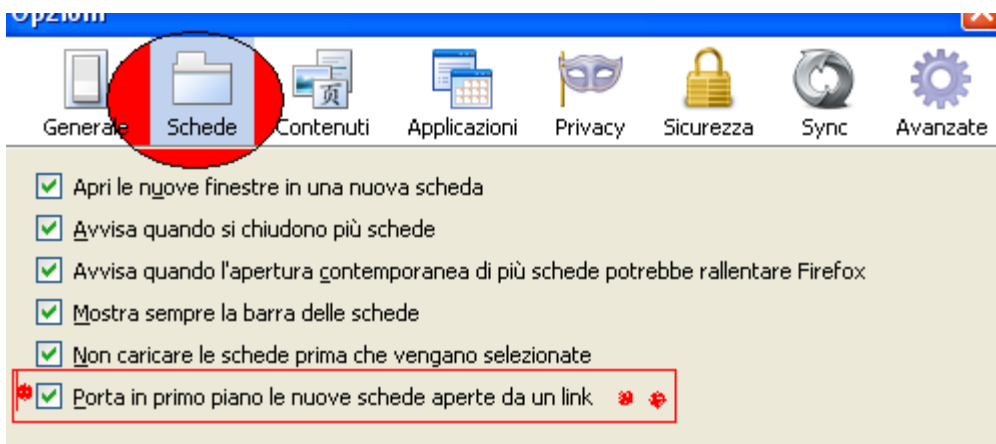 Opzioni
Generale Schede Contenuti Applicazioni Privacy Sicurezza Sync Avanzate
页
Apri le nuove finestre in una nuova scheda
Avvisa quando si chiudono più schede
Avvisa quando l'apertura contemporanea di più schede potrebbe rallentare Firefox
Mostra sempre la barra delle schede
Non caricare le schede prima che vengano selezionate
Porta in primo piano le nuove schede aperte da un link